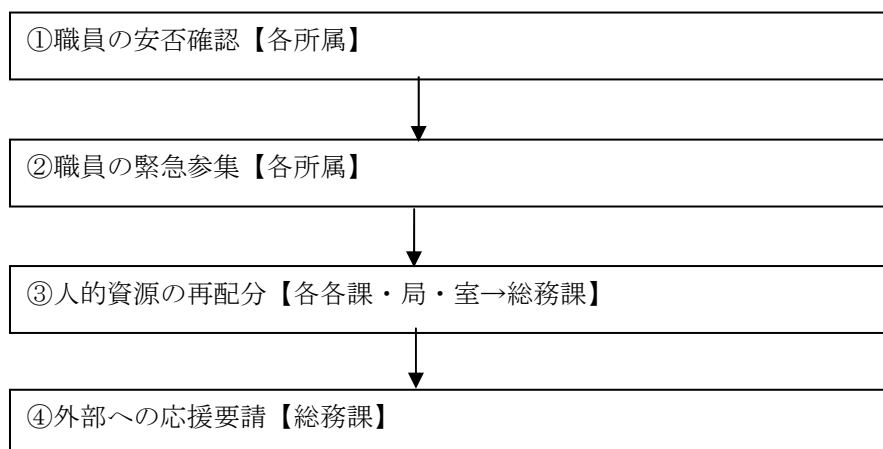 ①職員の安否確認【各所属】
②職員の緊急参集【各所属】
③人的資源の再配分【各各課・局・室→総務課】
④外部への応援要請【総務課】